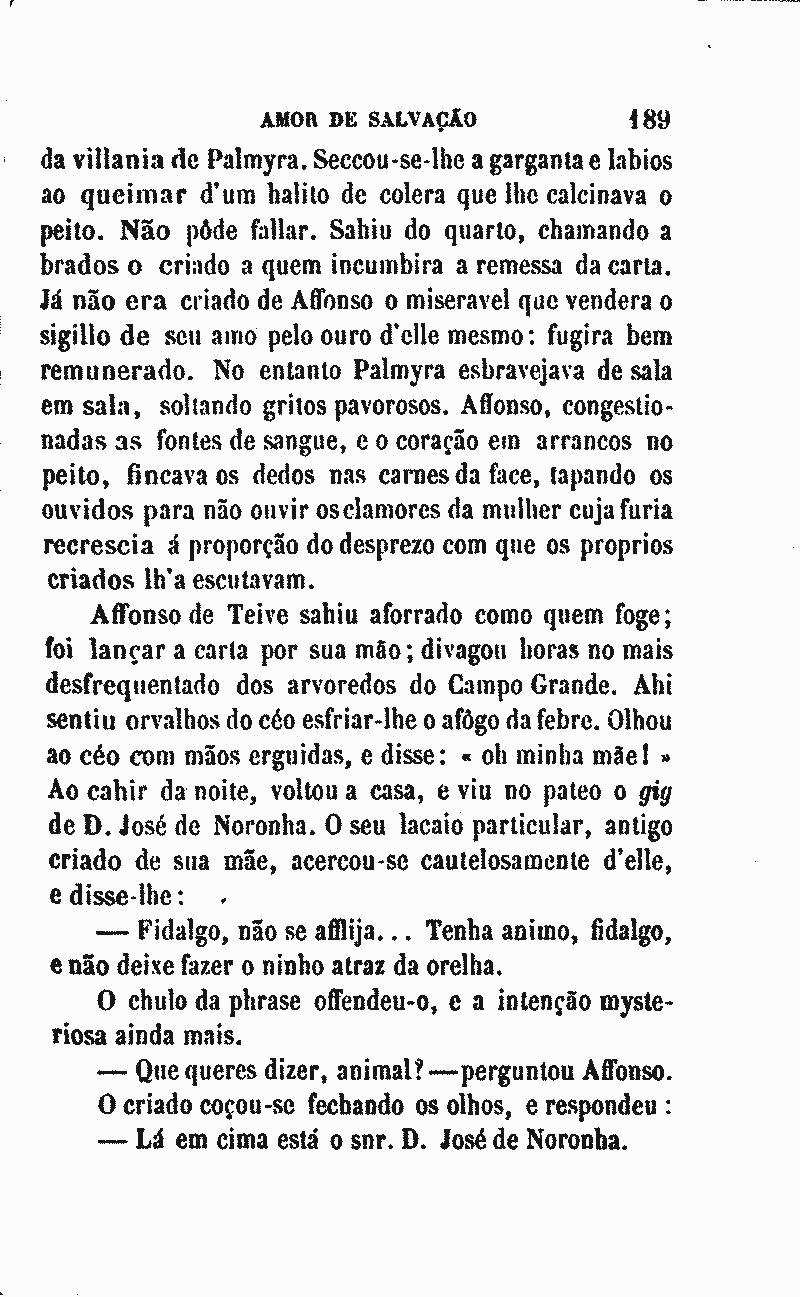 AMOR DE SALVAÇÃO 189
da villania de Palmyra. Seccou-se-lhe a garganta e labios
ao queimar d'um halito de colera que lhe calcinava o
peito. Não pôde fallar. Sahiu do quarto, chamando a
brados o criado a quem incumbira a remessa da carta.
Já não era criado de Affonso o miseravel que vendera o
sigillo de seu amo pelo ouro d'elle mesmo: fugira bem
remunerado. No entanto Palmyra esbravejava de sala
em sala, soltando gritos pavorosos. Affonso, congestio-
nadas as fontes de sangue, e o coração em arrancos no
peito, fincava os dedos nas carnes da face, tapando os
ouvidos para não ouvir os clamores da mulher cuja furia
recrescia á proporção do desprezo com que os proprios
criados lh'a escutavam.
Affonso de Teive sahiu aforrado como quem foge;
foi lançar a carta por sua mão; divagou horas no mais
desfrequentado dos arvoredos do Campo Grande. Ahi
sentiu orvalhos do céo esfriar-lhe o afôgo da febre. Olhou
ao céo com mãos erguidas, e disse: « oh minha mãe! »
Ao cahir da noite, voltou a casa, e viu no pateo o gig
de D. José de Noronha. O seu lacaio particular, antigo
criado de sua mãe, acercou-se cautelosamente d'elle,
e disse-lhe:
— Fidalgo, não se afflija... Tenha animo, fidalgo,
e não deixe fazer o ninho atraz da orelha.
O chulo da phrase offendeu-o, e a intenção myste-
riosa ainda mais.
— Que queres dizer, animal? — perguntou Affonso.
O criado coçou-se fechando os olhos, e respondeu :
— Lá em cima está o snr. D. José de Noronha.